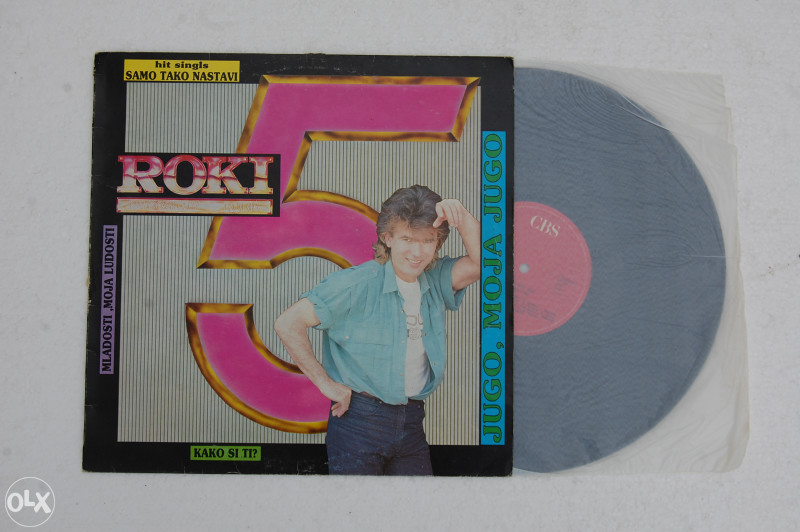 hit singls
SAMO TAKO NASTAVI
ROKI
5
MLADOSTI ,MOJA LUDOSTI
JUGO, MOJA JUGO
KAKO SI TI?
CBS
OLX